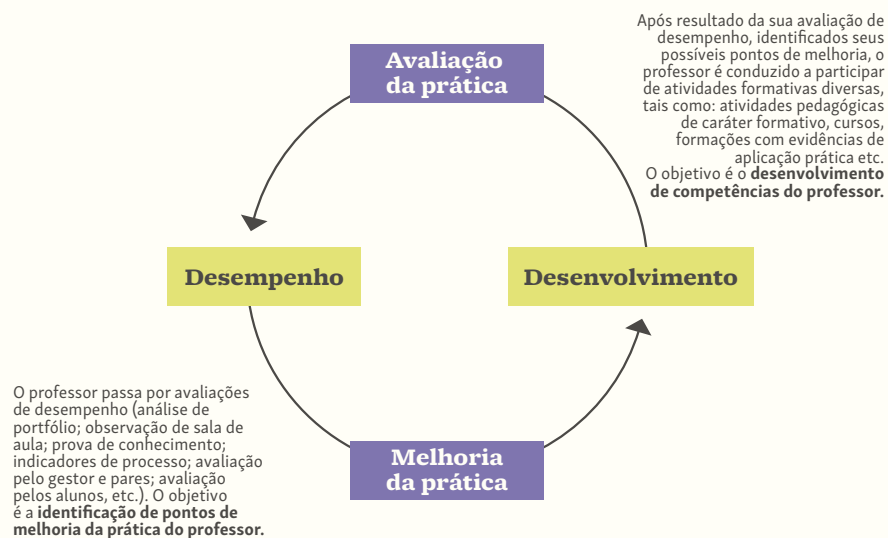 Após resultado da sua avaliação de
desempenho, identificados seus
possíveis pontos de melhoria, o
professor é conduzido a participar
de atividades formativas diversas,
tais como: atividades pedagógicas
de caráter formativo, cursos,
formações com evidências de
aplicação prática etc.
O objetivo é o desenvolvimento
de competências do professor.
Avaliação
da prática
Desempenho
Desenvolvimento
O professor passa por avaliações
de desempenho (análise de
portfólio; observação de sala de
aula; prova de conhecimento;
indicadores de processo; avaliação
pelo gestor e pares; avaliação
pelos alunos, etc.). O objetivo
é a identificação de pontos de
melhoria da prática do professor.
Melhoria
da prática